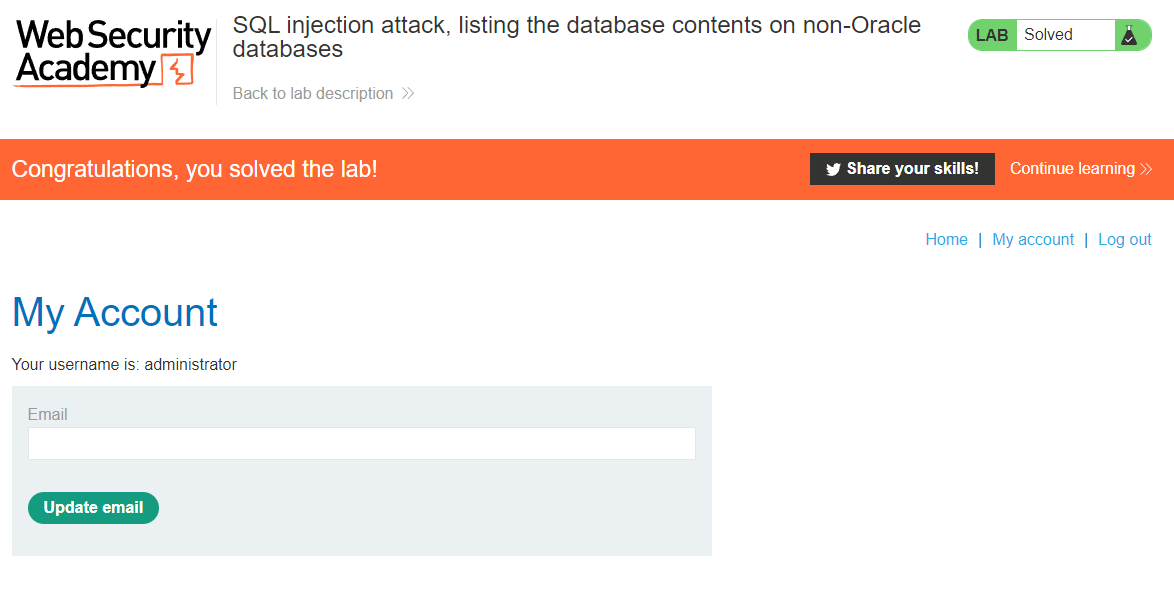 Web Security
Academy
SQL injection attack, listing the database contents on non-Oracle
databases
Back to lab description
LAB Solved
Congratulations, you solved the lab!
Share your skills!
Continue learning
Home | My account | Log out
My Account
Your username is: administrator
Email
Update email